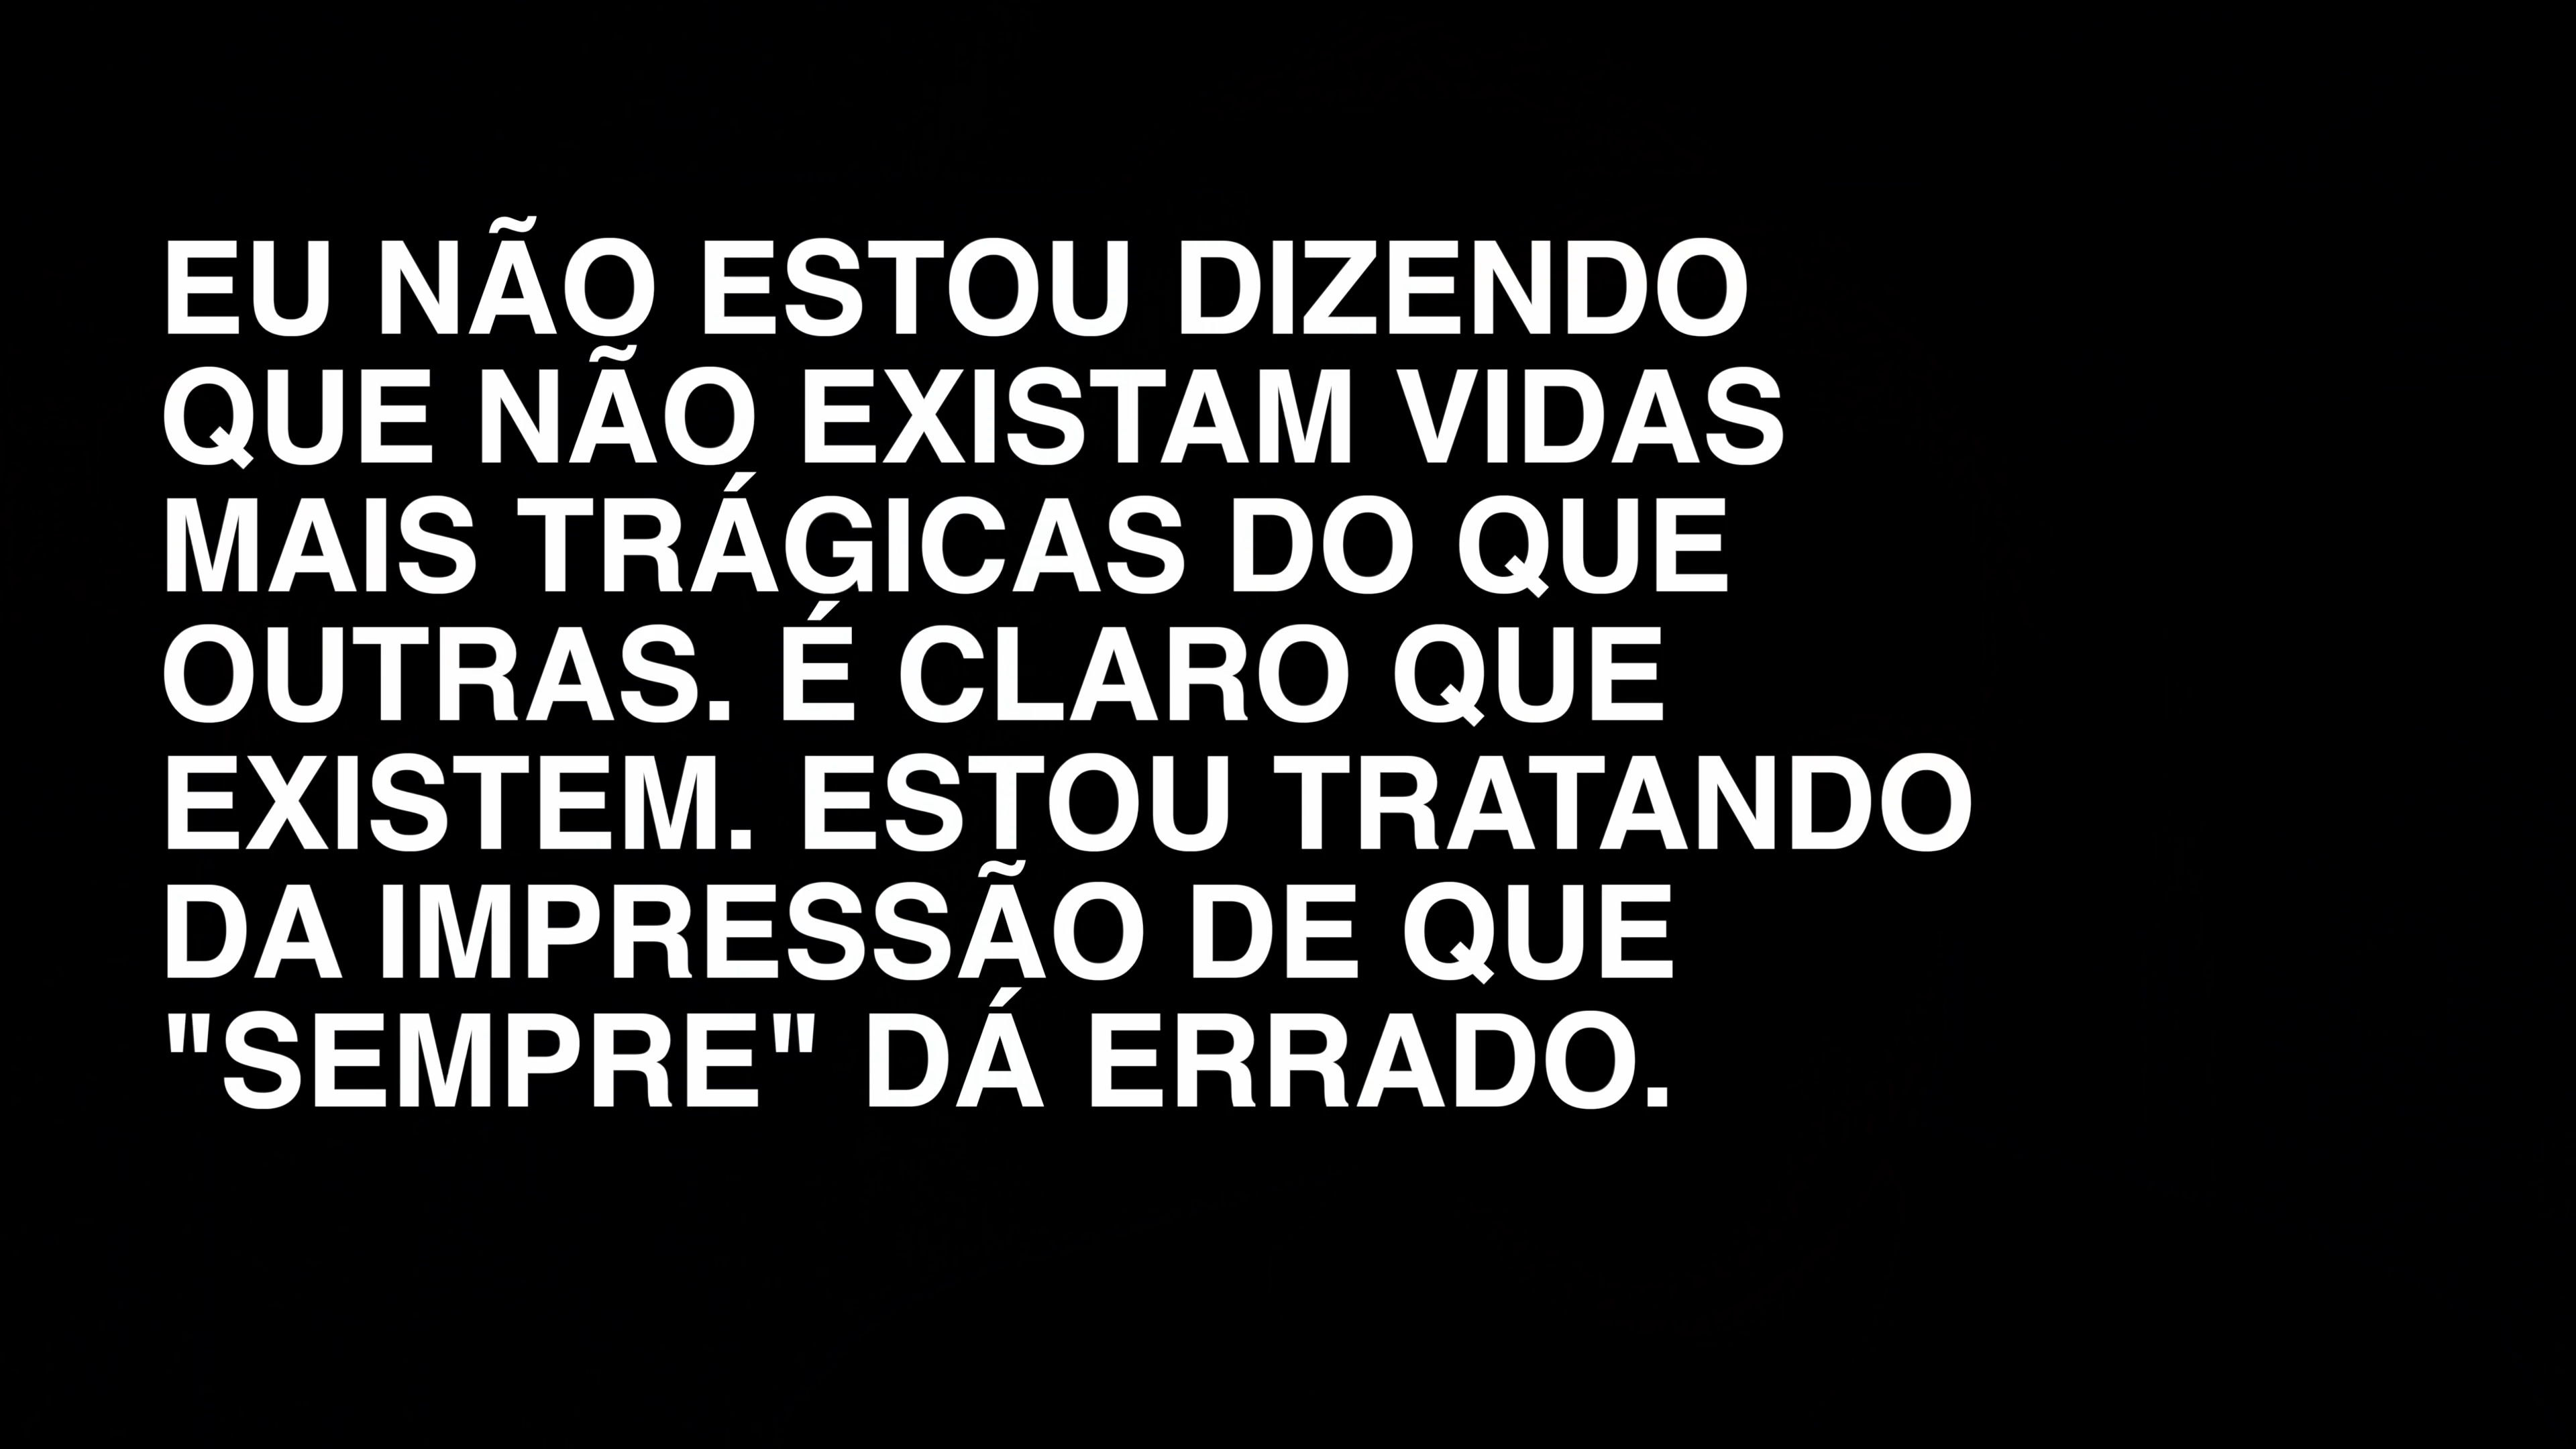 EU NÃO ESTOU DIZENDO
QUE NÃO EXISTAM VIDAS
MAIS TRÁGICAS DO QUE
OUTRAS. É CLARO QUE
EXISTEM. ESTOU TRATANDO
DA IMPRESSÃO DE QUE
"SEMPRE" DÁ ERRADO.